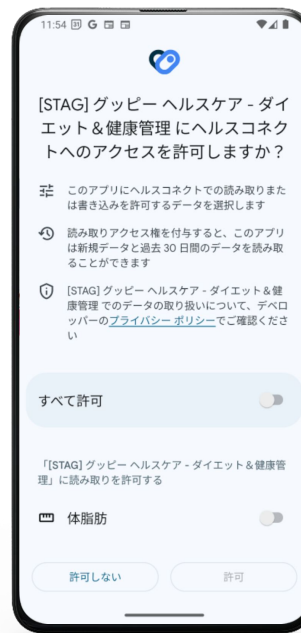 11:54 31 G
[STAG] グッピー ヘルスケア - ダイ
エット＆健康管理 にヘルスコネク
トへのアクセスを許可しますか？
このアプリにヘルスコネクトでの読み取りまた
は書き込みを許可するデータを選択します
読み取りアクセス権を付与すると、このアプリ
は新規データと過去 30 日間のデータを読み取
ることができます
[STAG] グッピー ヘルスケア - ダイエット＆健
康管理 でのデータの取り扱いについて、デベロ
ッパーのプライバシー ポリシーでご確認くださ
い
すべて許可
「[STAG] グッピー ヘルスケア - ダイエット＆健康管
理」に読み取りを許可する
体脂肪
許可しない
許可